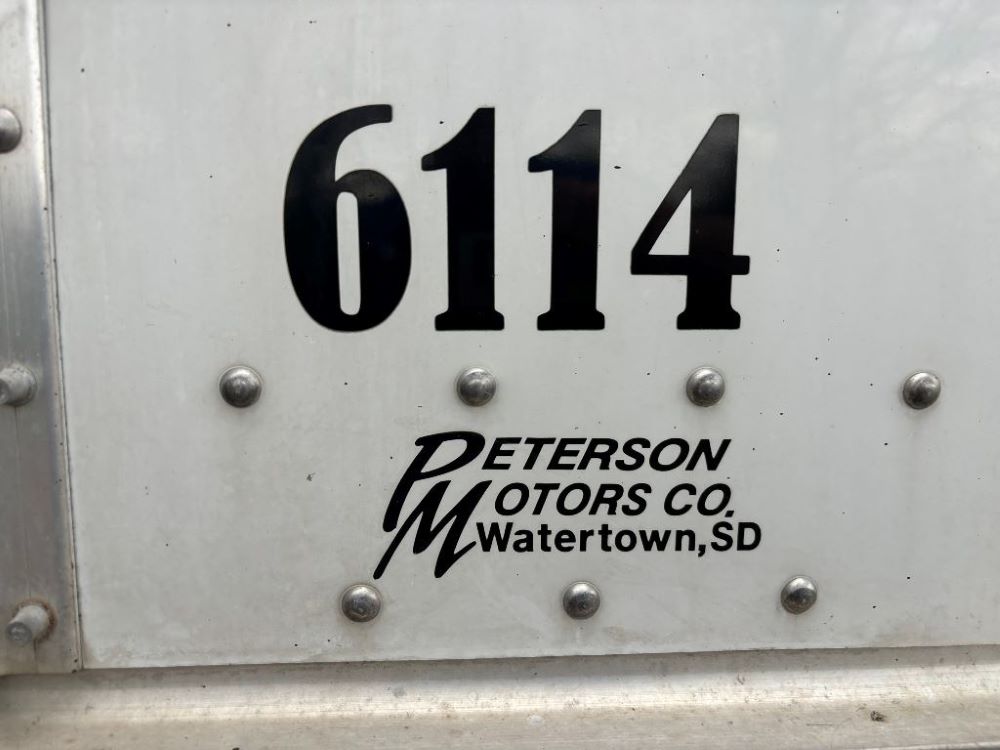 6114
PETERSON
MOTORS CO.
Watertown, SD